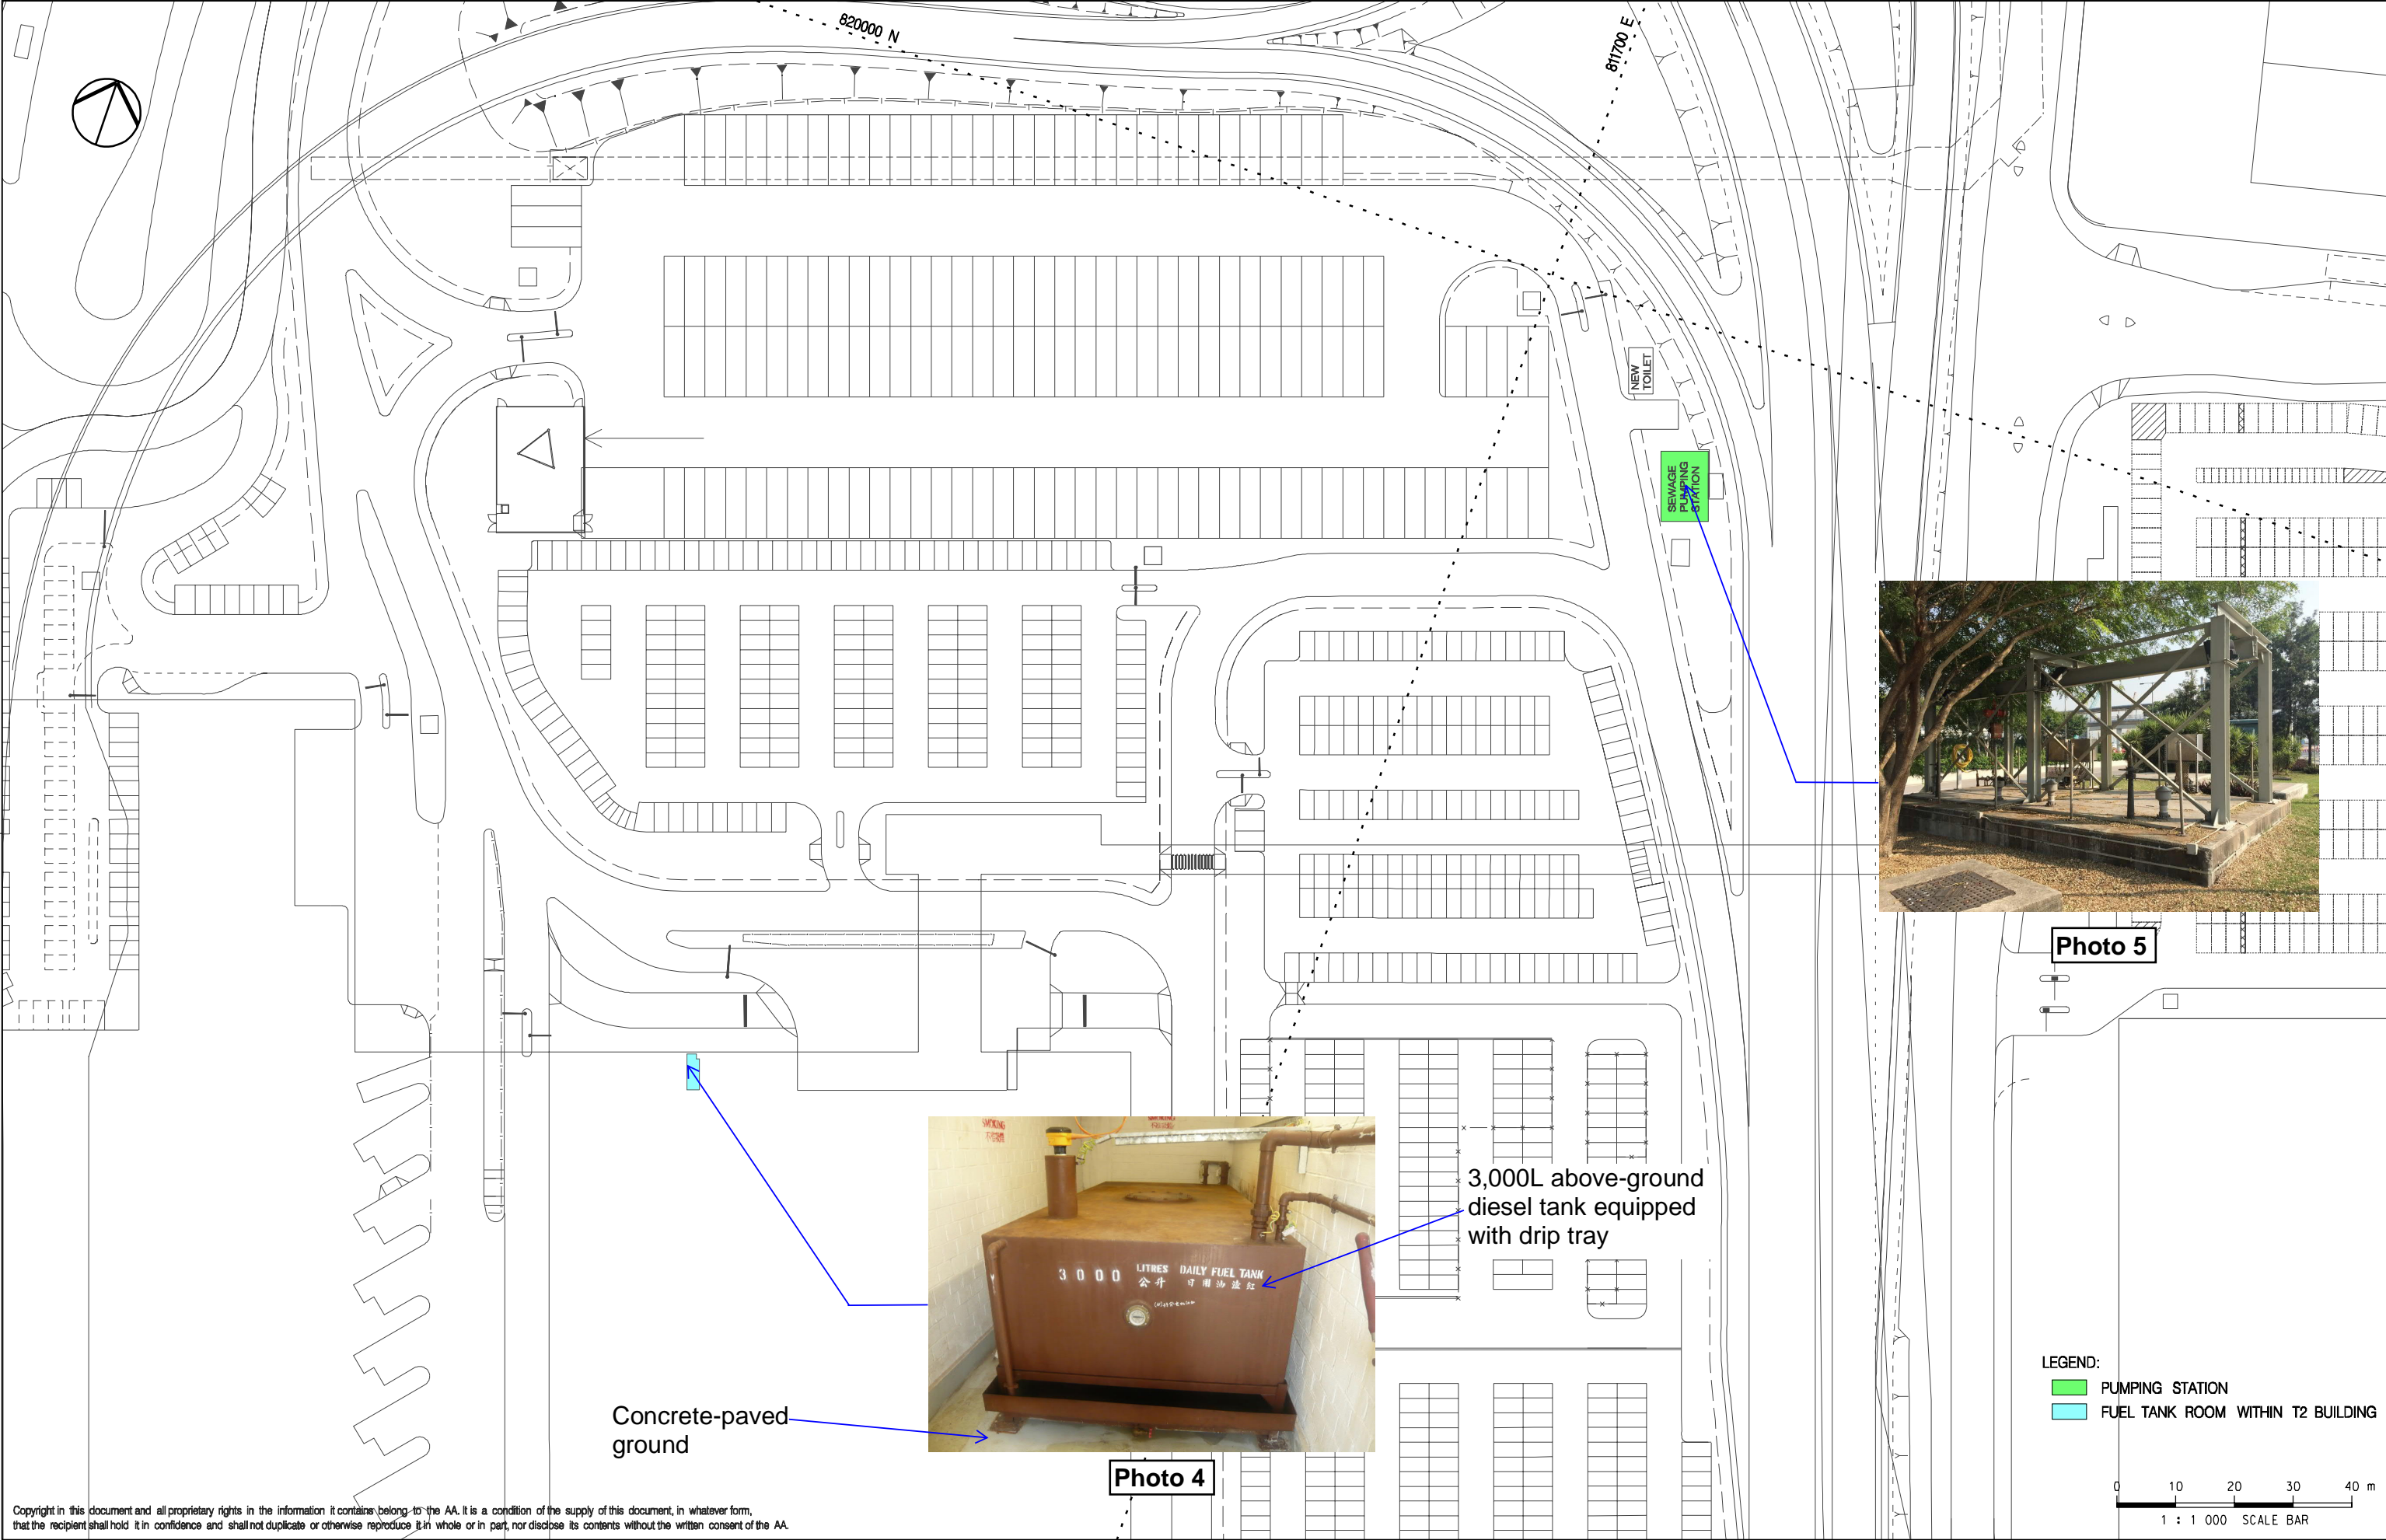 820000 N
811700 E
NEW
TOILET
SEWAGE
PUMPING
STATION
Photo 5
3,000L above-ground
diesel tank equipped
with drip tray
SMOKING
3000 LITRES DAILY FUEL TANK
公升 日用油渣缸
Concrete-paved
ground
Photo 4
LEGEND:
PUMPING STATION
FUEL TANK ROOM WITHIN T2 BUILDING
0 10 20 30 40 m
1 : 1 000 SCALE BAR
Copyright in this document and all proprietary rights in the information it contains belong to the AA. It is a condition of the supply of this document, in whatever form,
that the recipient shall hold it in confidence and shall not duplicate or otherwise reproduce it in whole or in part, nor disclose its contents without the written consent of the AA.